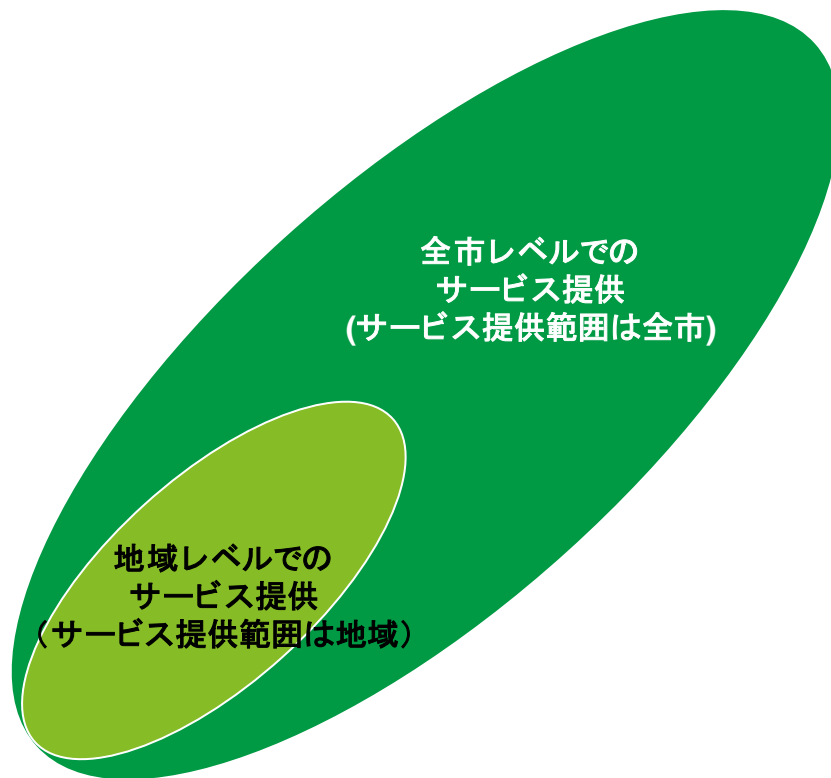 全市レベルでの
サービス提供
(サービス提供範囲は全市)
地域レベルでの
サービス提供
（サービス提供範囲は地域）